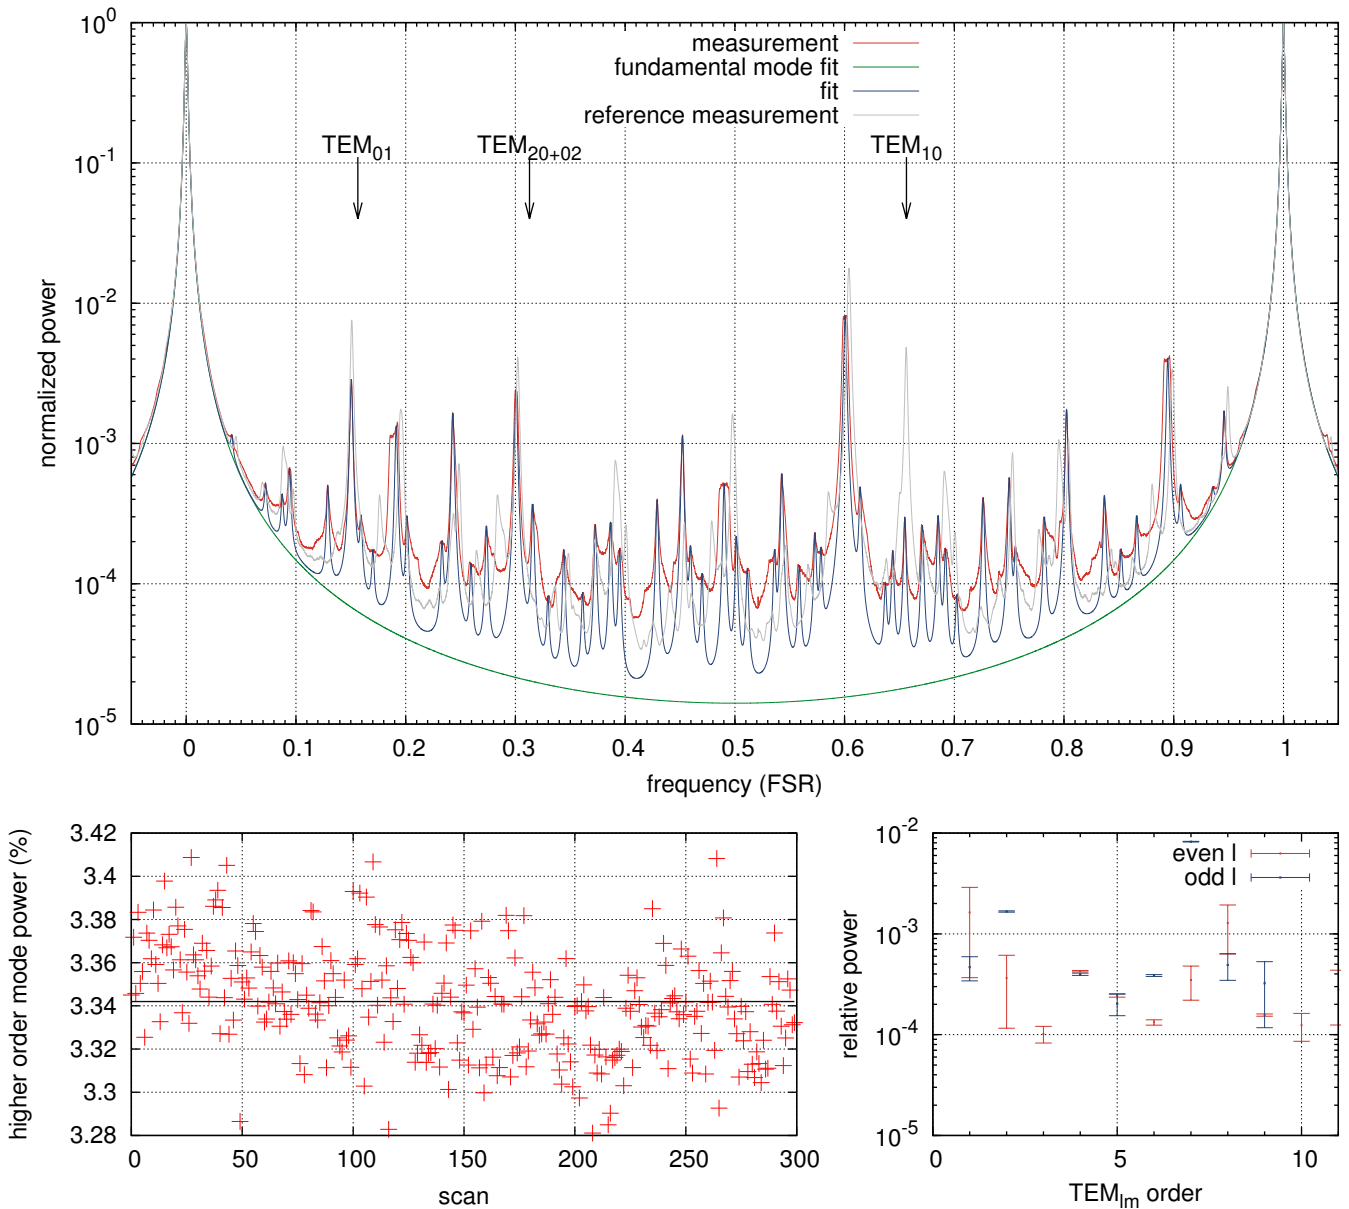 10^0
10^-1
10^-2
10^-3
10^-4
10^-5
normalized power
measurement
fundamental mode fit
fit
reference measurement
TEM_01 TEM_20+02 TEM_10
0 0.1 0.2 0.3 0.4 0.5 0.6 0.7 0.8 0.9 1
frequency (FSR)
3.42
3.4
3.38
3.36
3.34
3.32
3.3
3.28
higher order mode power (%)
0 50 100 150 200 250 300
scan
10^-2
10^-3
10^-4
10^-5
relative power
even l
odd l
0 5 10
TEM_lm order